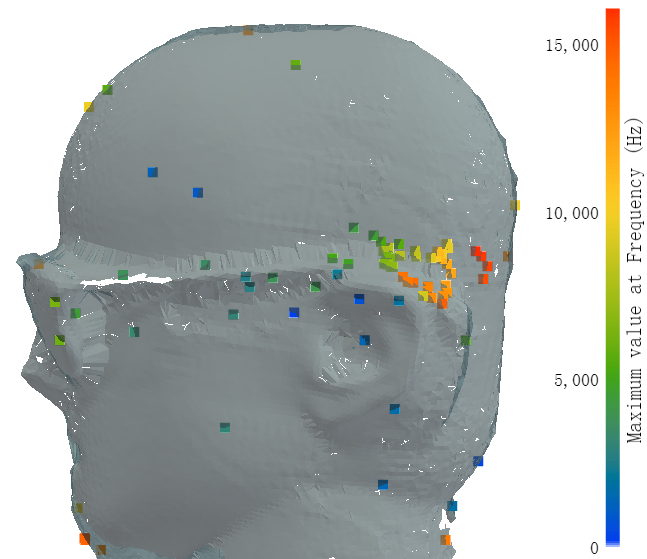 15,000
10,000
5,000
0
Maximum value at Frequency (Hz)